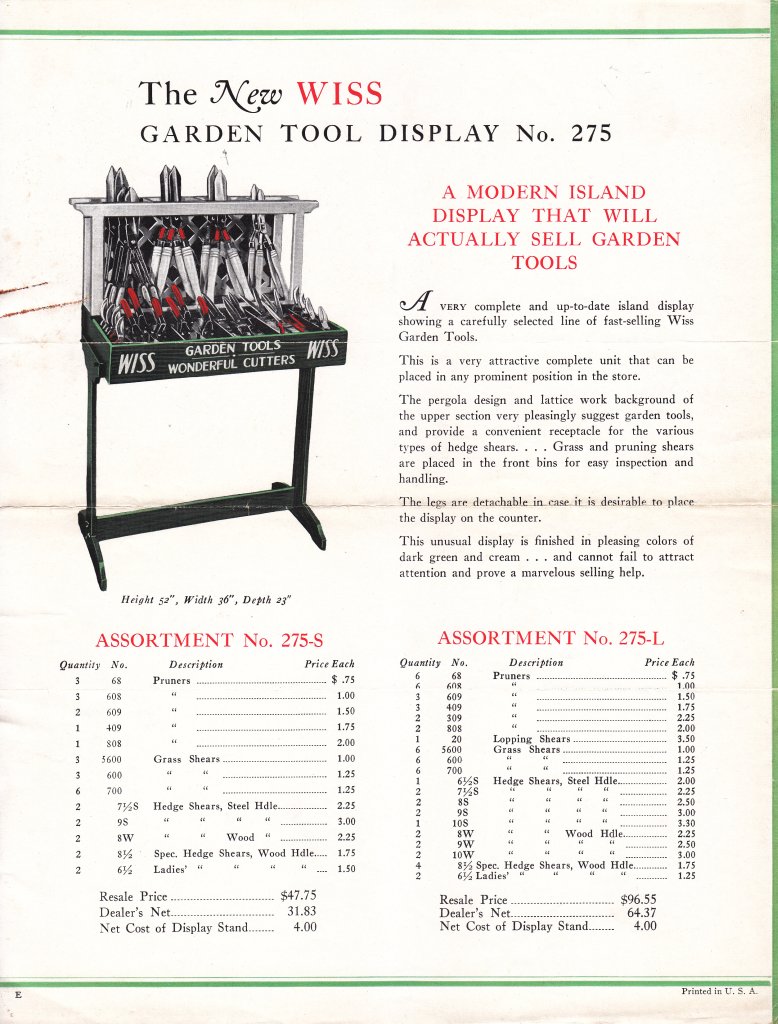 The New WISS
GARDEN TOOL DISPLAY No. 275
WISS GARDEN TOOLS WISS
WONDERFUL CUTTERS
Height 52", Width 36", Depth 23"
A MODERN ISLAND
DISPLAY THAT WILL
ACTUALLY SELL GARDEN
TOOLS
A VERY complete and up-to-date island display
showing a carefully selected line of fast-selling Wiss
Garden Tools.
This is a very attractive complete unit that can be
placed in any prominent position in the store.
The pergola design and lattice work background of
the upper section very pleasingly suggest garden tools,
and provide a convenient receptacle for the various
types of hedge shears. . . . Grass and pruning shears
are placed in the front bins for easy inspection and
handling.
The legs are detachable in case it is desirable to place
the display on the counter.
This unusual display is finished in pleasing colors of
dark green and cream . . . and cannot fail to attract
attention and prove a marvelous selling help.
ASSORTMENT No. 275-S
Quantity No. Description Price Each
3 68 Pruners $ .75
3 608 " 1.00
2 609 " 1.50
1 409 " 1.75
1 808 " 2.00
3 5600 Grass Shears 1.00
3 600 " " 1.25
6 700 " " 1.25
2 7½S Hedge Shears, Steel Hdle. 2.25
2 9S " " " " 3.00
2 8W " " Wood " 2.25
2 8½ Spec. Hedge Shears, Wood Hdle. 1.75
2 6½ Ladies' " " " " 1.50
Resale Price $47.75
Dealer's Net 31.83
Net Cost of Display Stand 4.00
ASSORTMENT No. 275-L
Quantity No. Description Price Each
6 68 Pruners $ .75
6 608 " 1.00
3 609 " 1.50
3 409 " 1.75
2 309 " 2.25
2 808 " 2.00
1 20 Lopping Shears 3.50
6 5600 Grass Shears 1.00
6 600 " " 1.25
6 700 " " 1.25
1 6½S Hedge Shears, Steel Hdle. 2.00
2 7½S " " " " 2.25
2 8S " " " " 2.50
2 9S " " " " 3.00
1 10S " " " " 3.30
2 8W " " Wood Hdle. 2.25
2 9W " " " " 2.50
2 10W " " " " 3.00
4 8½ Spec. Hedge Shears, Wood Hdle. 1.75
2 6½ Ladies' " " " " 1.25
Resale Price $96.55
Dealer's Net 64.37
Net Cost of Display Stand 4.00
E
Printed in U. S. A.